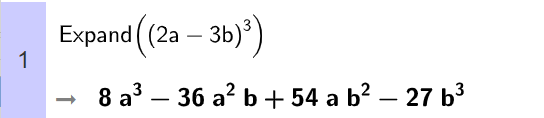 1
Expand((2a − 3b)³)
→ 8 a³ − 36 a² b + 54 a b² − 27 b³